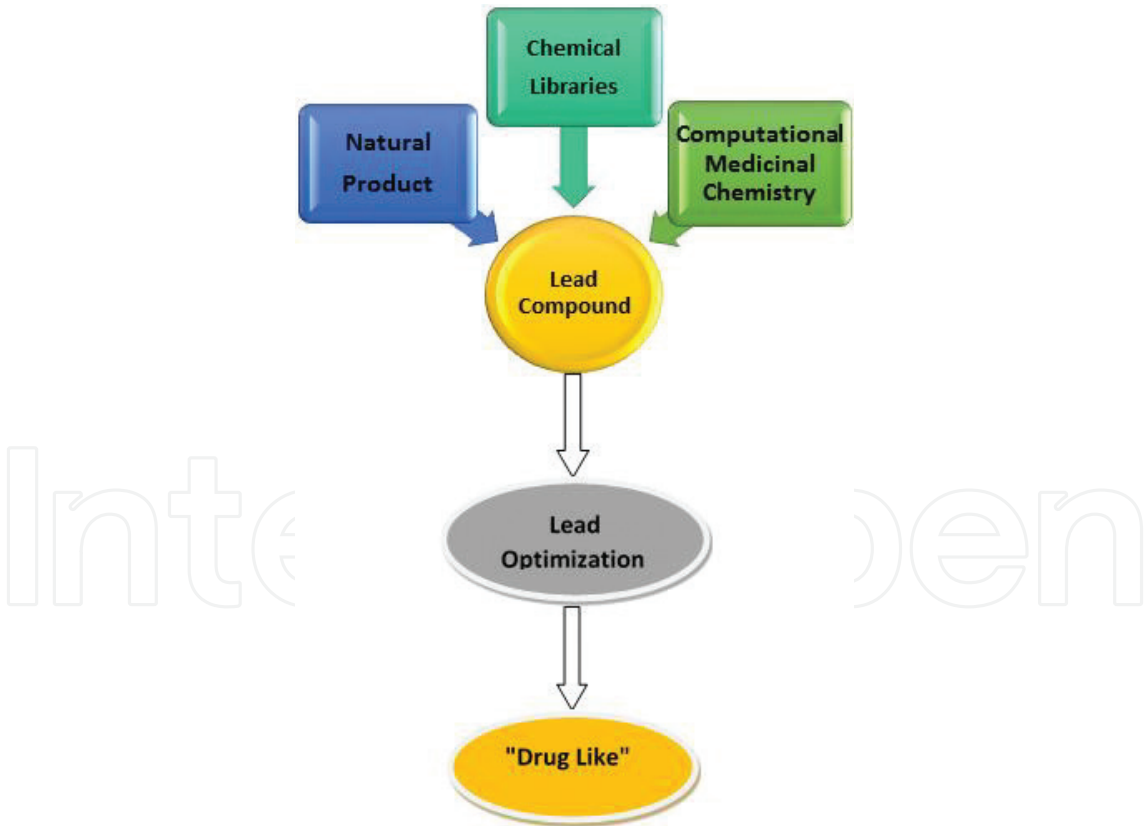 Chemical
Libraries
Natural
Product
Computational
Medicinal
Chemistry
Lead
Compound
Lead
Optimization
"Drug Like"